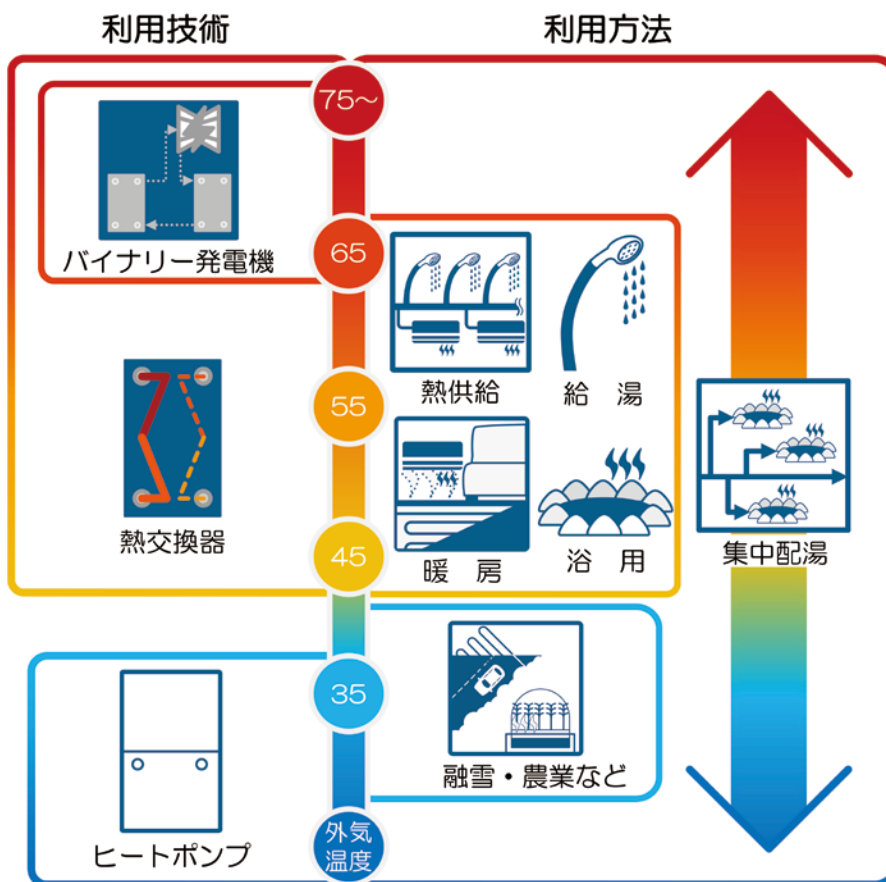 利用技術
利用方法
75〜
バイナリー発電機
65
熱供給
給 湯
55
熱交換器
45
暖 房
浴 用
集中配湯
35
融雪・農業など
ヒートポンプ
外気
温度